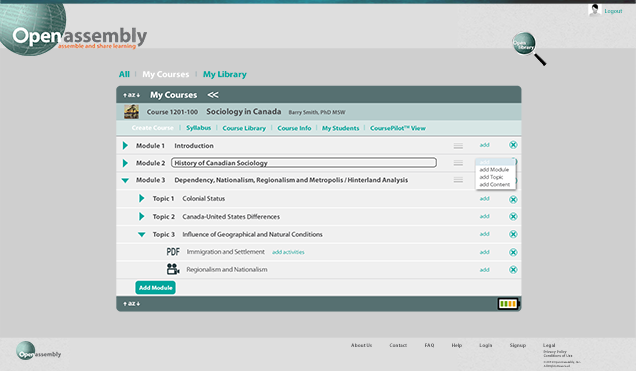 Logout
Openassembly
assemble and share learning
Open
library
All | My Courses | My Library
↑ az ↓ My Courses <<
Course 1201-100 Sociology in Canada Barry Smith, PhD MSW
Create Course | Syllabus | Course Library | Course Info | My Students | CoursePilot™ View
Module 1 Introduction add
Module 2 History of Canadian Sociology add
add Module
add Topic
add Content
Module 3 Dependency, Nationalism, Regionalism and Metropolis / Hinterland Analysis
Topic 1 Colonial Status add
Topic 2 Canada-United States Differences add
Topic 3 Influence of Geographical and Natural Conditions add
PDF Immigration and Settlement add activities add
Regionalism and Nationalism add
Add Module
↑ az ↓
Openassembly
About Us Contact FAQ Help Login Signup Legal
Privacy Policy
Conditions of Use